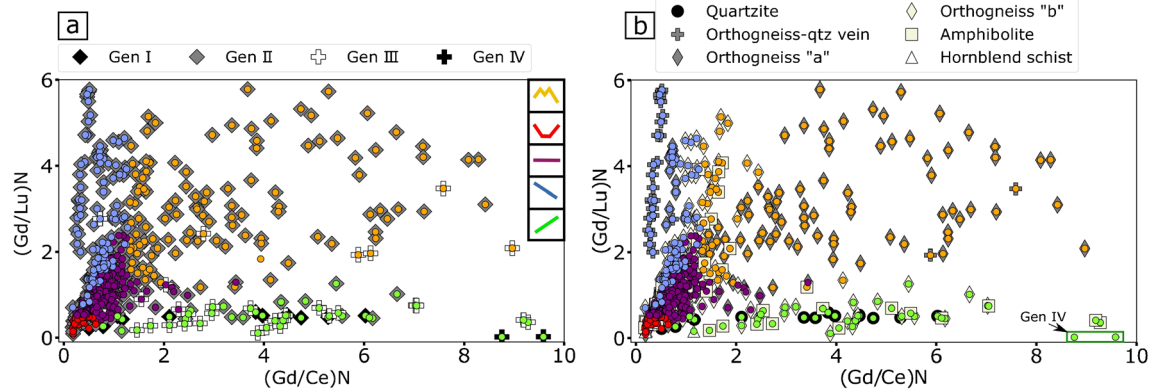 a
Gen I Gen II Gen III Gen IV
6
4
2
0
(Gd/Lu)N
0 2 4 6 8 10
(Gd/Ce)N
b
Quartzite Orthogneiss "b"
Orthogneiss-qtz vein Amphibolite
Orthogneiss "a" Hornblend schist
6
4
2
0
(Gd/Lu)N
Gen IV
0 2 4 6 8 10
(Gd/Ce)N